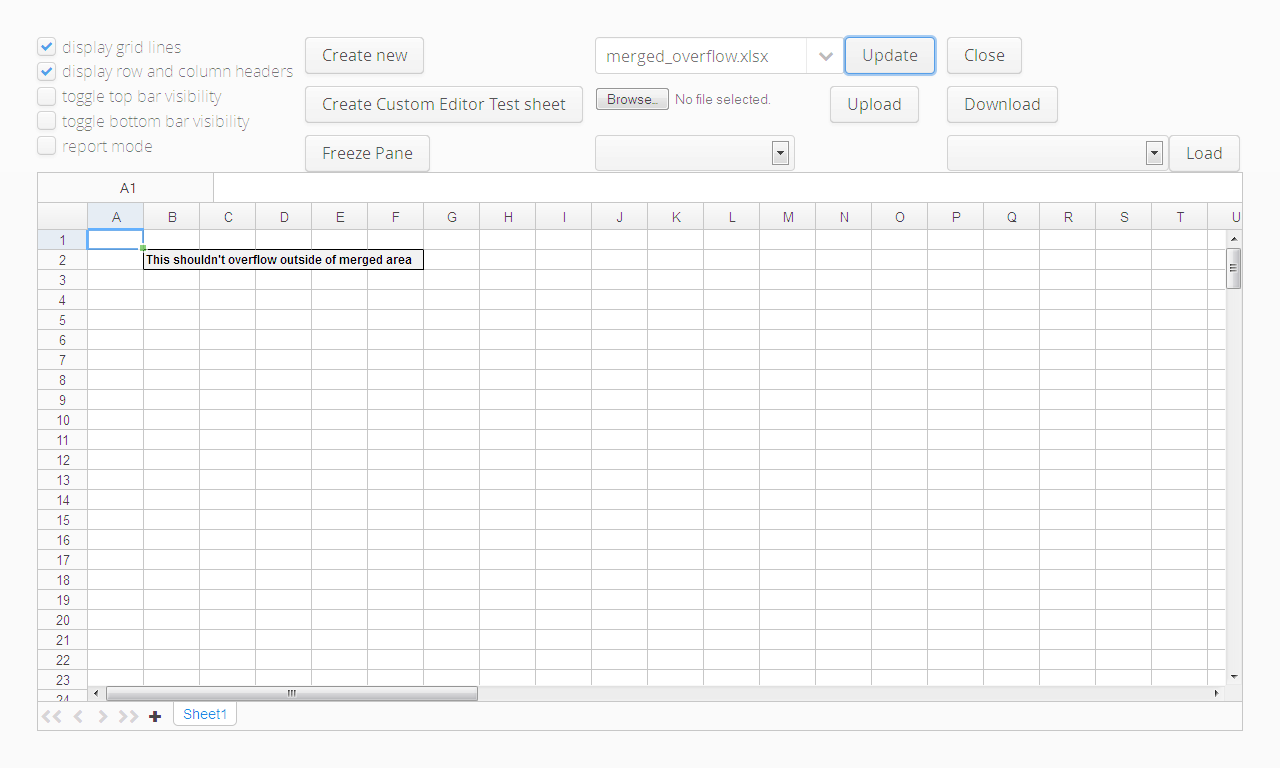 display grid lines
display row and column headers
toggle top bar visibility
toggle bottom bar visibility
report mode
Create new
merged_overflow.xlsx
Update
Close
Create Custom Editor Test sheet
Browse..
No file selected.
Upload
Download
Freeze Pane
Load
A1
A B C D E F G H I J K L M N O P Q R S T U
1
2 This shouldn't overflow outside of merged area
3
4
5
6
7
8
9
10
11
12
13
14
15
16
17
18
19
20
21
22
23
24
Sheet1